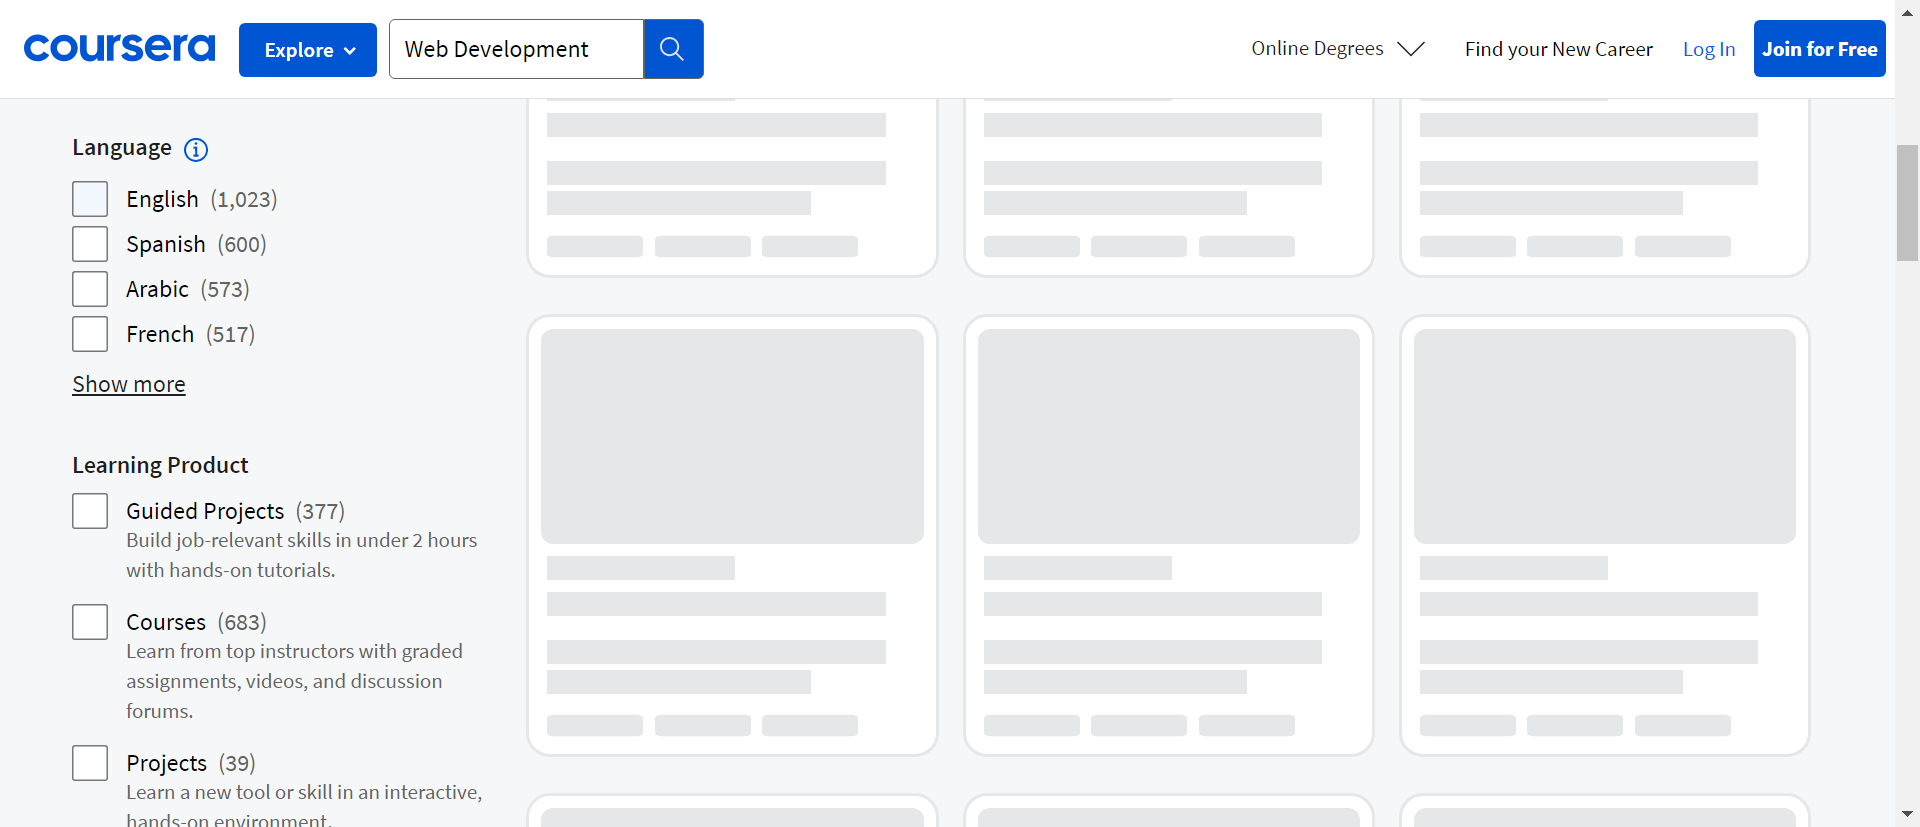 coursera
Explore
Web Development
Online Degrees
Find your New Career
Log In
Join for Free
Language
English (1,023)
Spanish (600)
Arabic (573)
French (517)
Show more
Learning Product
Guided Projects (377)
Build job-relevant skills in under 2 hours
with hands-on tutorials.
Courses (683)
Learn from top instructors with graded
assignments, videos, and discussion
forums.
Projects (39)
Learn a new tool or skill in an interactive,
hands-on environment.